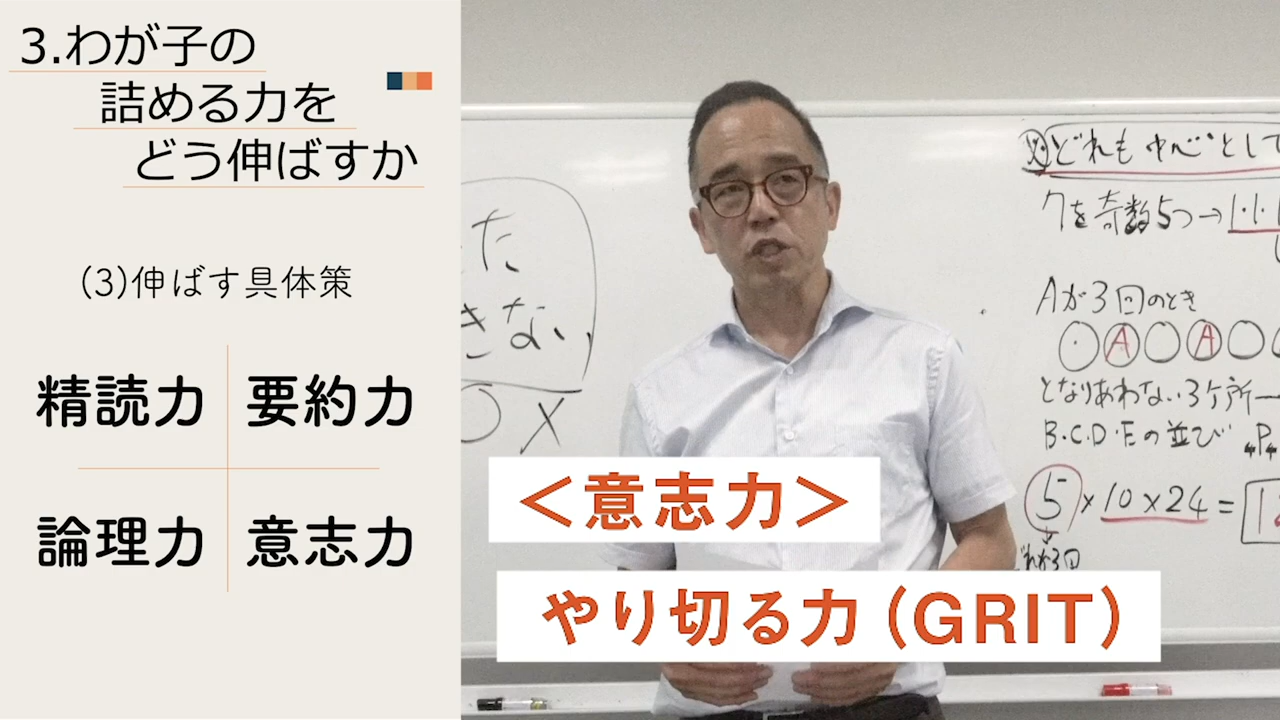 3.わが子の
詰める力を
どう伸ばすか
(3)伸ばす具体策
精読力
要約力
論理力
意志力
た
きない
○ ×
どれも中心として
7を奇数5つ→1.1.1
Aが3回のとき
A A
となりあわない3ヶ所
B.C.D.Eの並び
5×10×24=
＜意志力＞
やり切る力(GRIT)